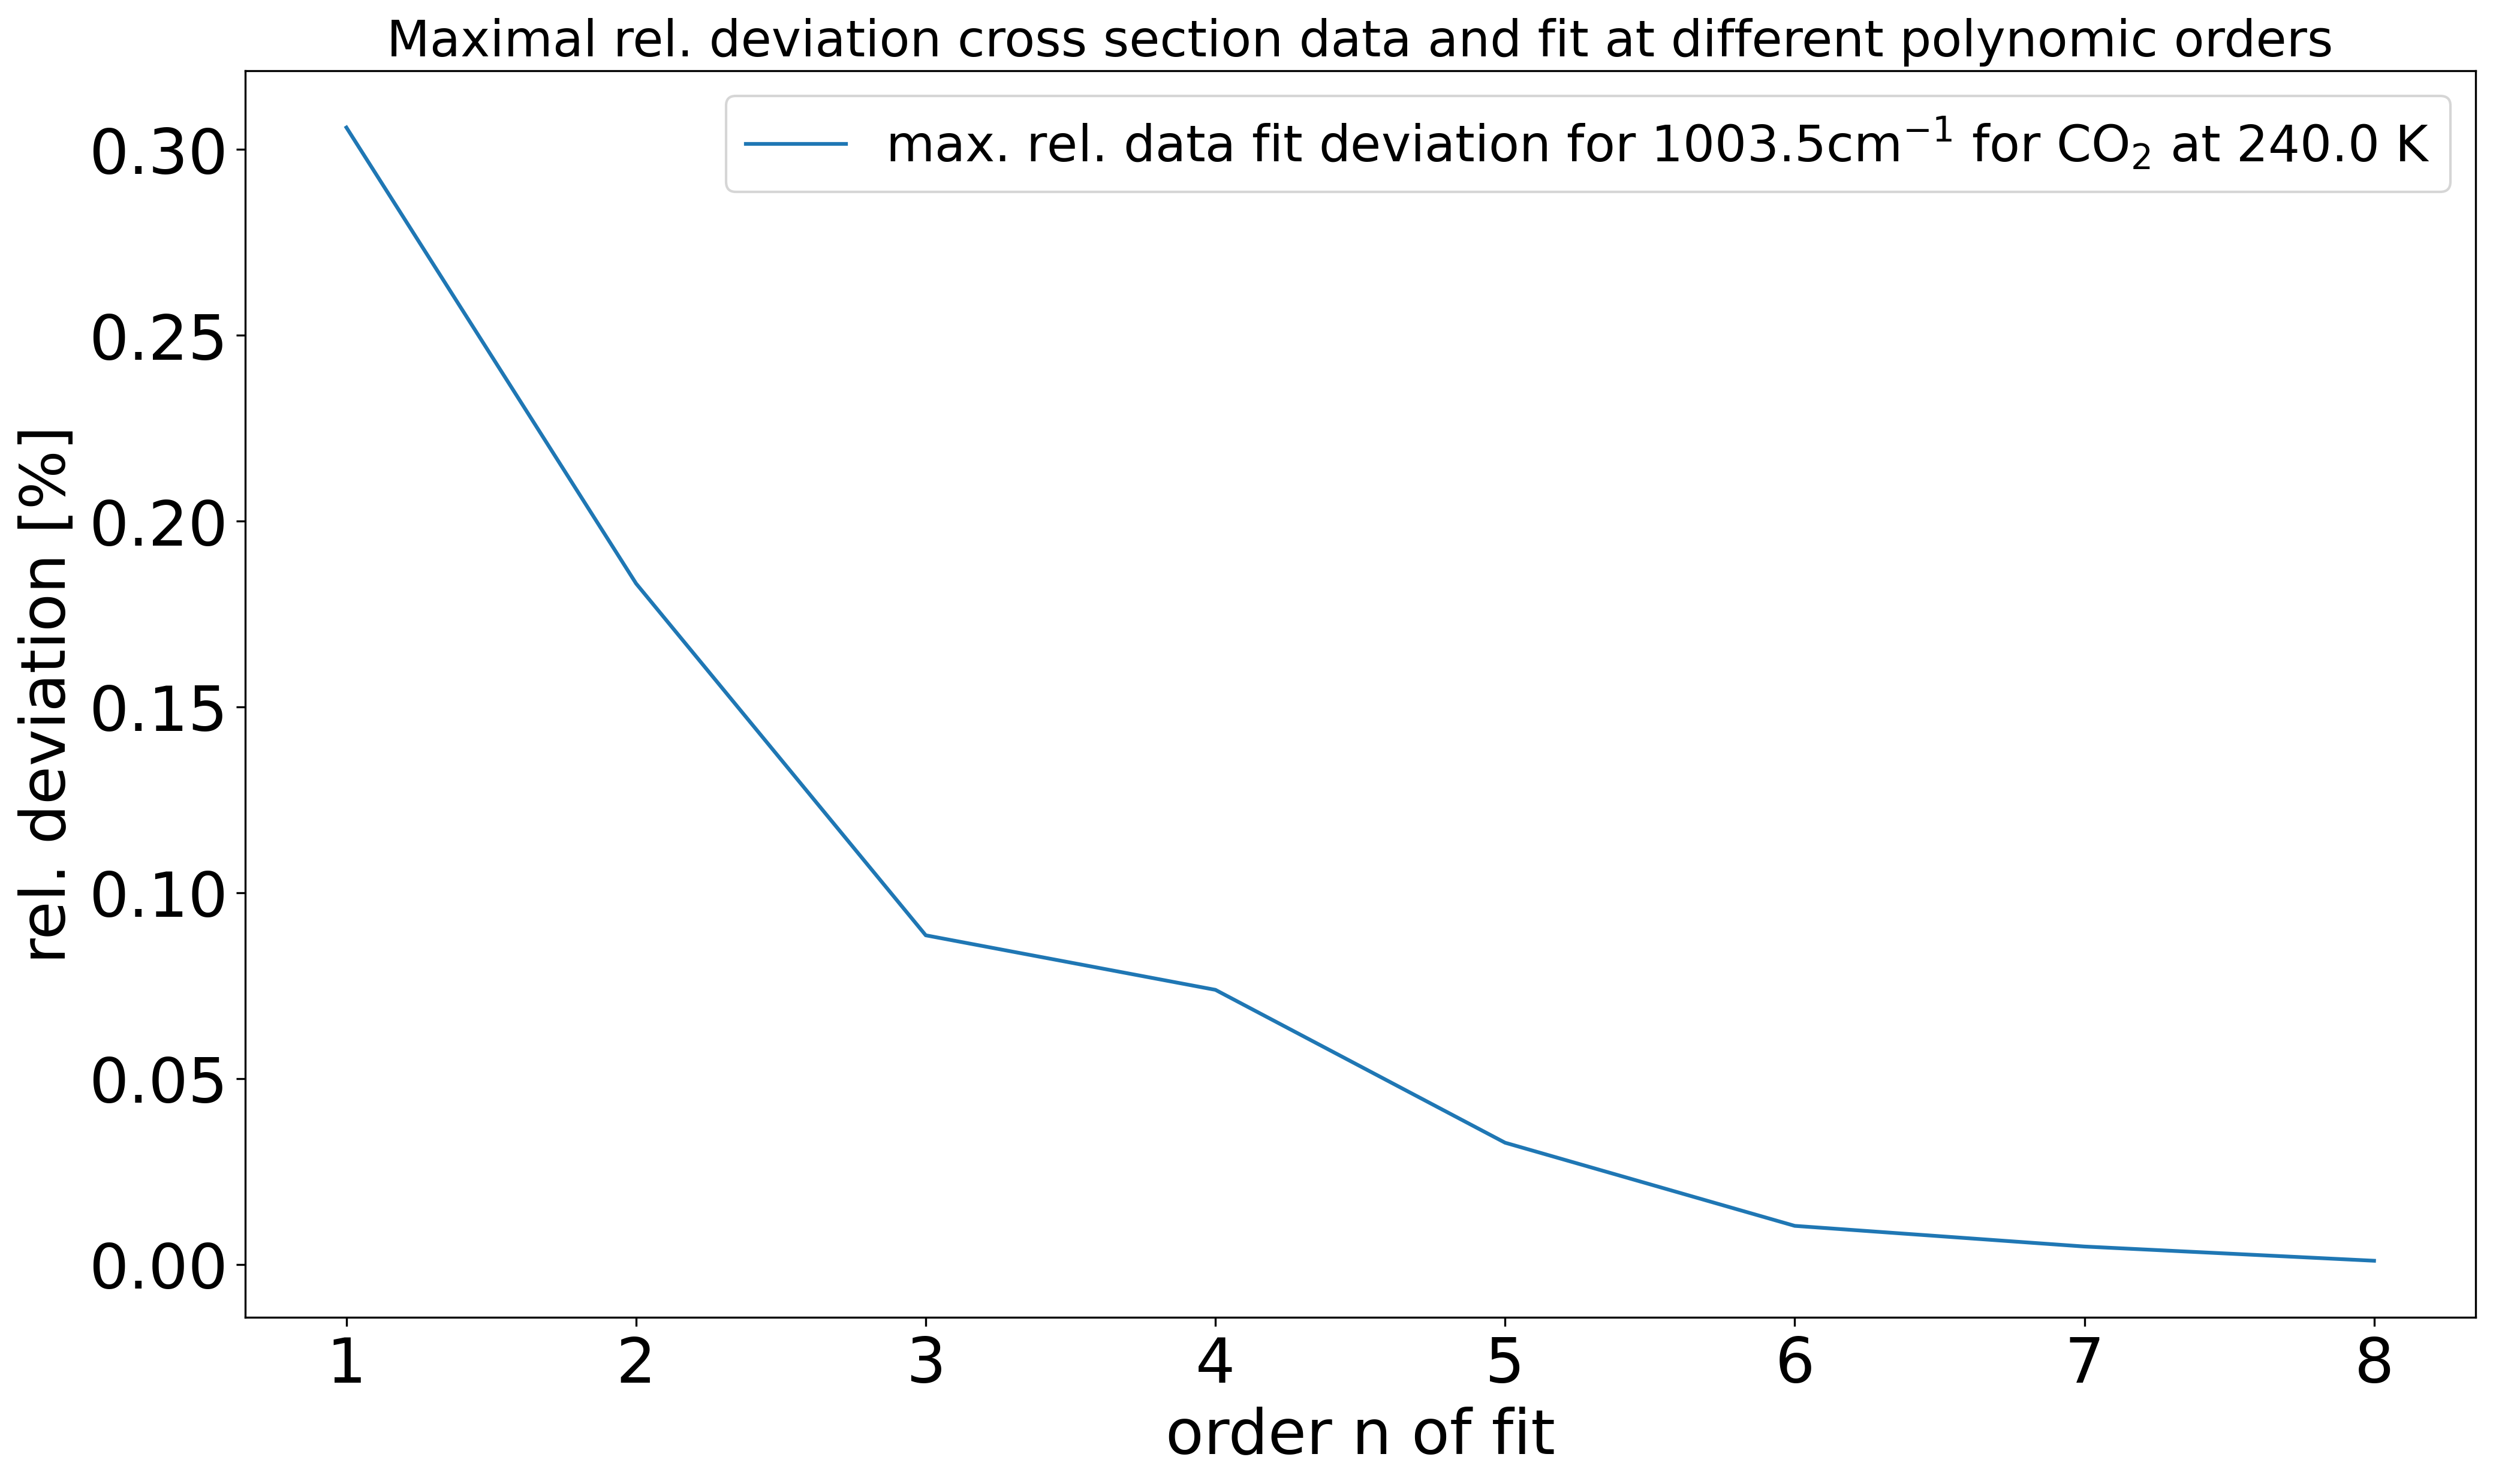 Maximal rel. deviation cross section data and fit at different polynomic orders
max. rel. data fit deviation for 1003.5cm⁻¹ for CO₂ at 240.0 K
rel. deviation [%]
0.30
0.25
0.20
0.15
0.10
0.05
0.00
1 2 3 4 5 6 7 8
order n of fit